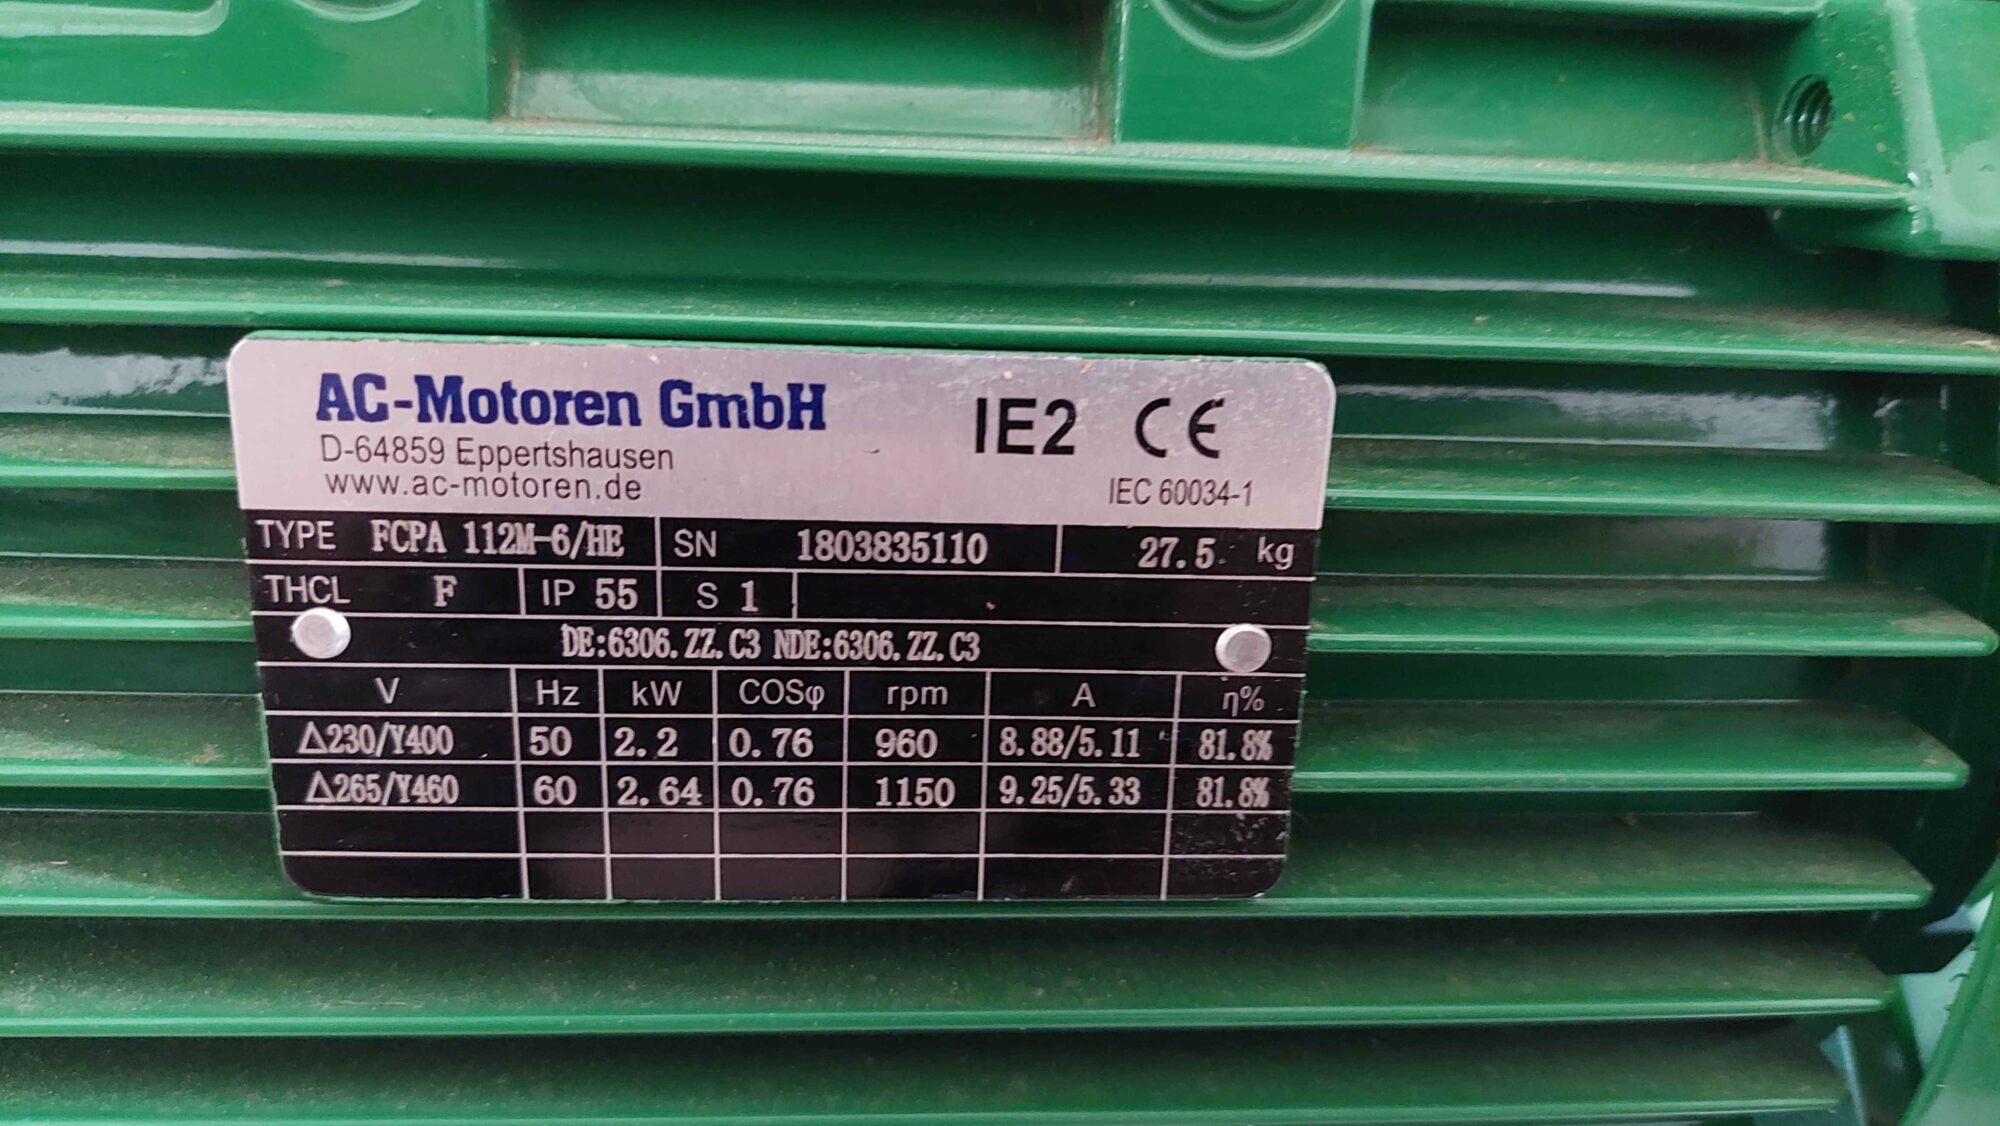 AC-Motoren GmbH
D-64859 Eppertshausen
www.ac-motoren.de
IE2 CE
IEC 60034-1
TYPE FCPA 112M-6/HE SN 1803835110 27.5 kg
THCL F IP 55 S 1
DE:6306.ZZ.C3 NDE:6306.ZZ.C3
V Hz kW COSφ rpm A η%
Δ230/Y400 50 2.2 0.76 960 8.88/5.11 81.8%
Δ265/Y460 60 2.64 0.76 1150 9.25/5.33 81.8%